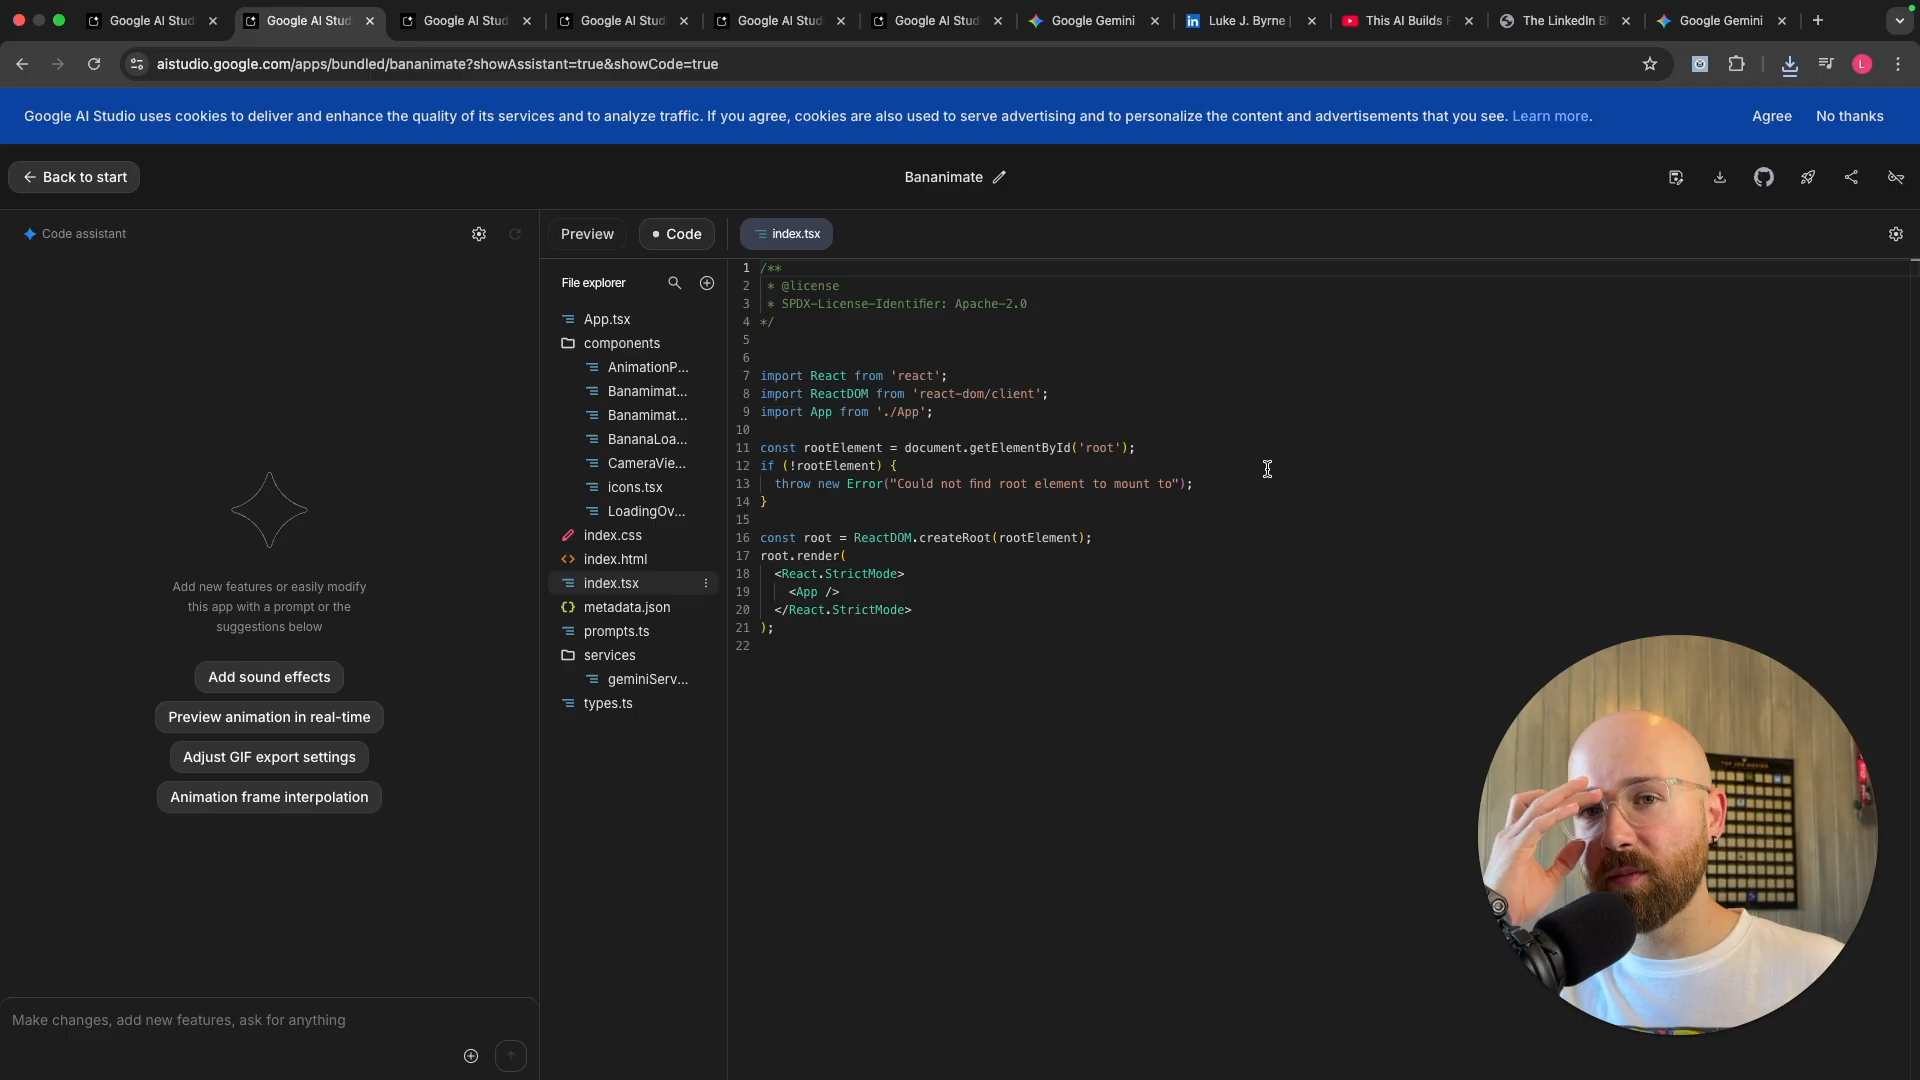 Google AI Studi
Google AI Studi
Google AI Studi
Google AI Studi
Google AI Studi
Google AI Studi
Google Gemini
Luke J. Byrne |
This AI Builds F
The LinkedIn B
Google Gemini
aistudio.google.com/apps/bundled/bananimate?showAssistant=true&showCode=true
L
Google AI Studio uses cookies to deliver and enhance the quality of its services and to analyze traffic. If you agree, cookies are also used to serve advertising and to personalize the content and advertisements that you see. Learn more.
Agree
No thanks
Back to start
Bananimate
Code assistant
Preview
Code
index.tsx
File explorer
App.tsx
components
AnimationP...
Banamimat...
Banamimat...
BananaLoa...
CameraVie...
icons.tsx
LoadingOv...
index.css
index.html
index.tsx
metadata.json
prompts.ts
services
geminiServ...
types.ts
1 /**
2 * @license
3 * SPDX-License-Identifier: Apache-2.0
4 */
5
6
7 import React from 'react';
8 import ReactDOM from 'react-dom/client';
9 import App from './App';
10
11 const rootElement = document.getElementById('root');
12 if (!rootElement) {
13 throw new Error("Could not find root element to mount to");
14 }
15
16 const root = ReactDOM.createRoot(rootElement);
17 root.render(
18 <React.StrictMode>
19 <App />
20 </React.StrictMode>
21 );
22
Add new features or easily modify
this app with a prompt or the
suggestions below
Add sound effects
Preview animation in real-time
Adjust GIF export settings
Animation frame interpolation
Make changes, add new features, ask for anything